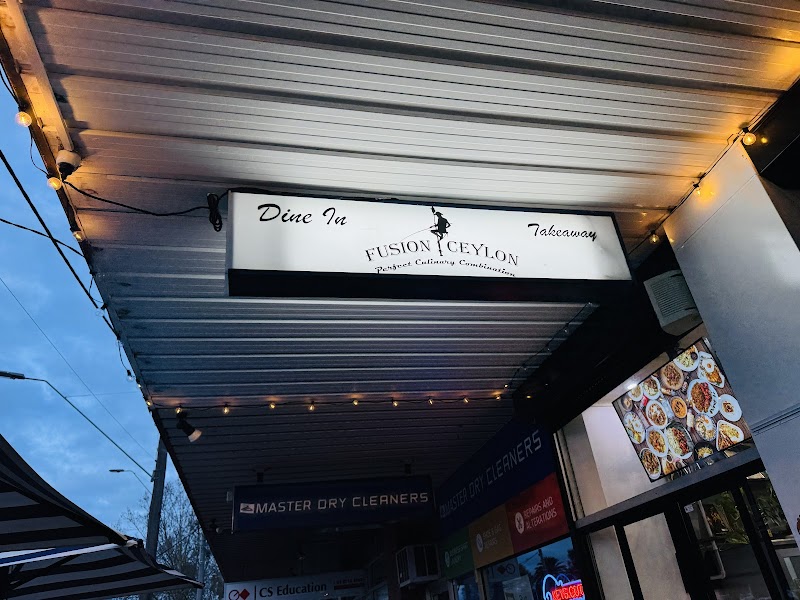 Dine In
Takeaway
FUSION CEYLON
Perfect Culinary Combination
MASTER DRY CLEANERS
MASTER DRY CLEANERS
REPAIRS AND
ALTERATIONS
CS Education